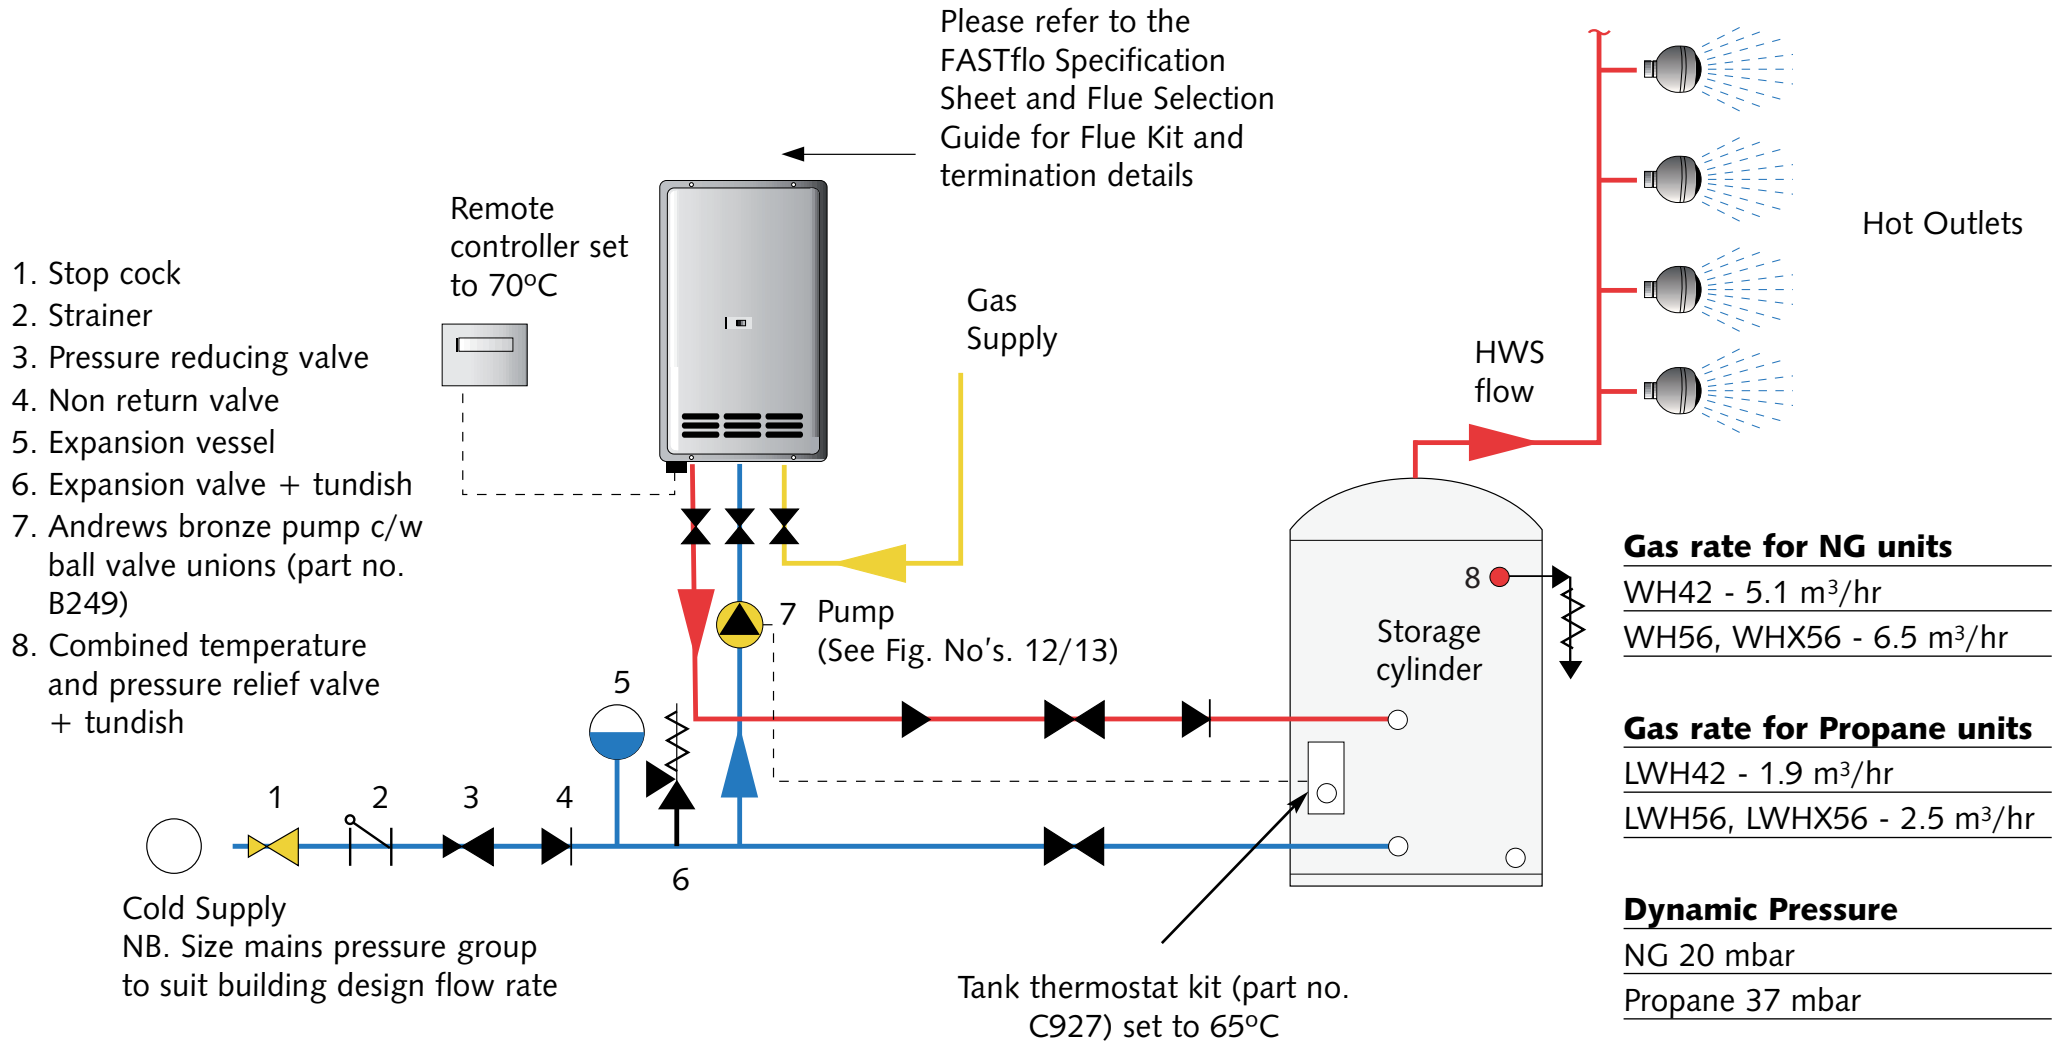 Please refer to the
FASTflo Specification
Sheet and Flue Selection
Guide for Flue Kit and
termination details
Remote
controller set
to 70ºC
Hot Outlets
1. Stop cock
2. Strainer
3. Pressure reducing valve
4. Non return valve
5. Expansion vessel
6. Expansion valve + tundish
7. Andrews bronze pump c/w
ball valve unions (part no.
B249)
8. Combined temperature
and pressure relief valve
+ tundish
Gas
Supply
HWS
flow
7
Pump
(See Fig. No's. 12/13)
8
Storage
cylinder
5
1
2
3
4
6
Cold Supply
NB. Size mains pressure group
to suit building design flow rate
Tank thermostat kit (part no.
C927) set to 65ºC
Gas rate for NG units
WH42 - 5.1 m³/hr
WH56, WHX56 - 6.5 m³/hr
Gas rate for Propane units
LWH42 - 1.9 m³/hr
LWH56, LWHX56 - 2.5 m³/hr
Dynamic Pressure
NG 20 mbar
Propane 37 mbar